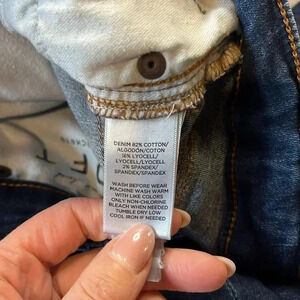 DENIM 82% COTTON/
ALGODÓN/COTON
16% LYOCELL/
LYOCELL/LYOCELL
2% SPANDEX/
SPANDEX/SPANDEX
WASH BEFORE WEAR
MACHINE WASH WARM
WITH LIKE COLORS
ONLY NON-CHLORINE
BLEACH WHEN NEEDED
TUMBLE DRY LOW
COOL IRON IF NEEDED